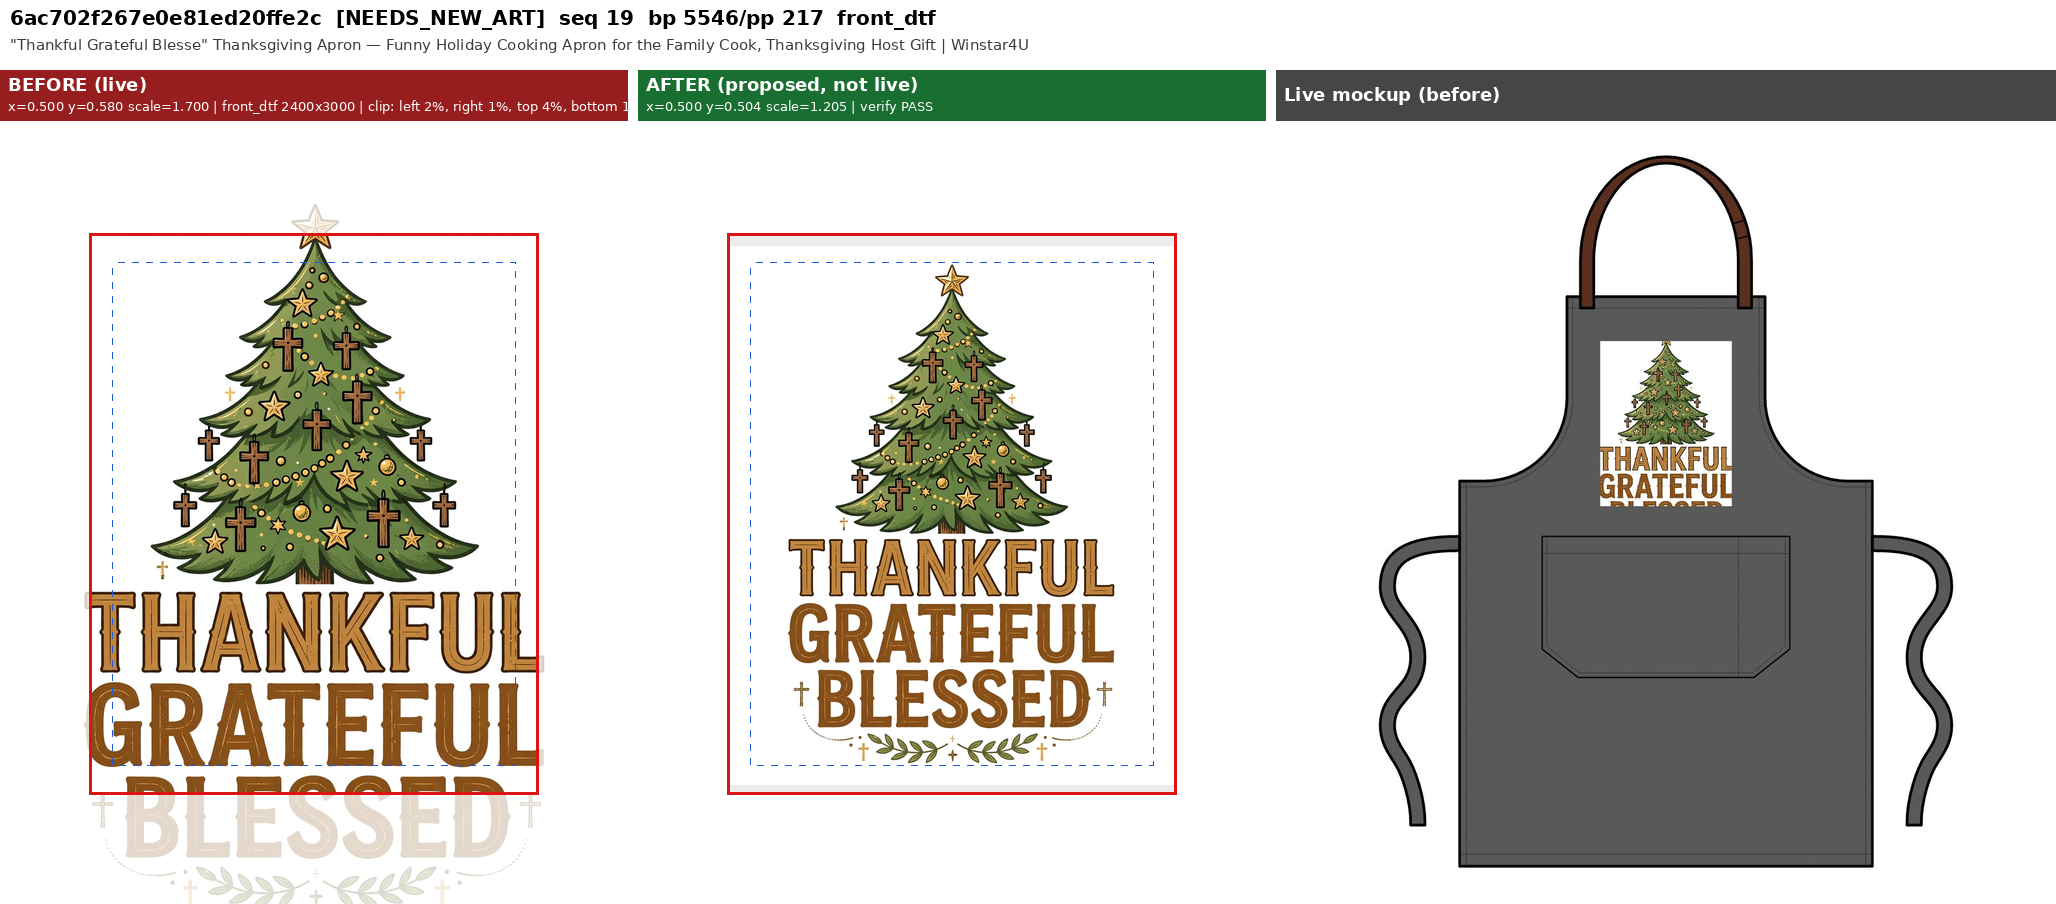 6ac702f267e0e81ed20ffe2c [NEEDS_NEW_ART] seq 19 bp 5546/pp 217 front_dtf
"Thankful Grateful Blesse" Thanksgiving Apron — Funny Holiday Cooking Apron for the Family Cook, Thanksgiving Host Gift | Winstar4U
BEFORE (live)
x=0.500 y=0.580 scale=1.700 | front_dtf 2400x3000 | clip: left 2%, right 1%, top 4%, bottom 1
THANKFUL
GRATEFUL
BLESSED
AFTER (proposed, not live)
x=0.500 y=0.504 scale=1.205 | verify PASS
THANKFUL
GRATEFUL
BLESSED
Live mockup (before)
THANKFUL
GRATEFUL
BLESSED